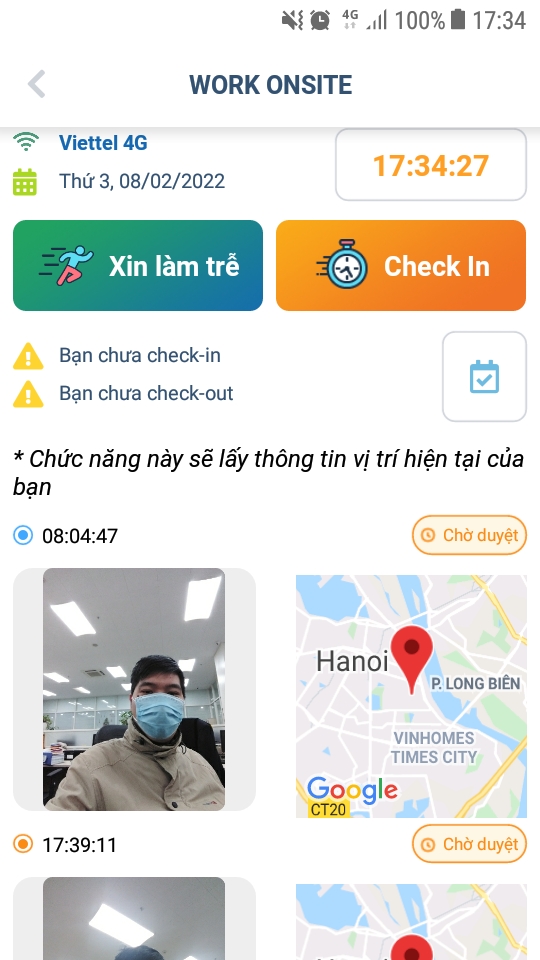 4G 100% 17:34
WORK ONSITE
Viettel 4G
17:34:27
Thứ 3, 08/02/2022
Xin làm trễ
Check In
Bạn chưa check-in
Bạn chưa check-out
* Chức năng này sẽ lấy thông tin vị trí hiện tại của
bạn
08:04:47
Chờ duyệt
Hanoi
P. LONG BIÊN
VINHOMES
TIMES CITY
Google
CT20
17:39:11
Chờ duyệt